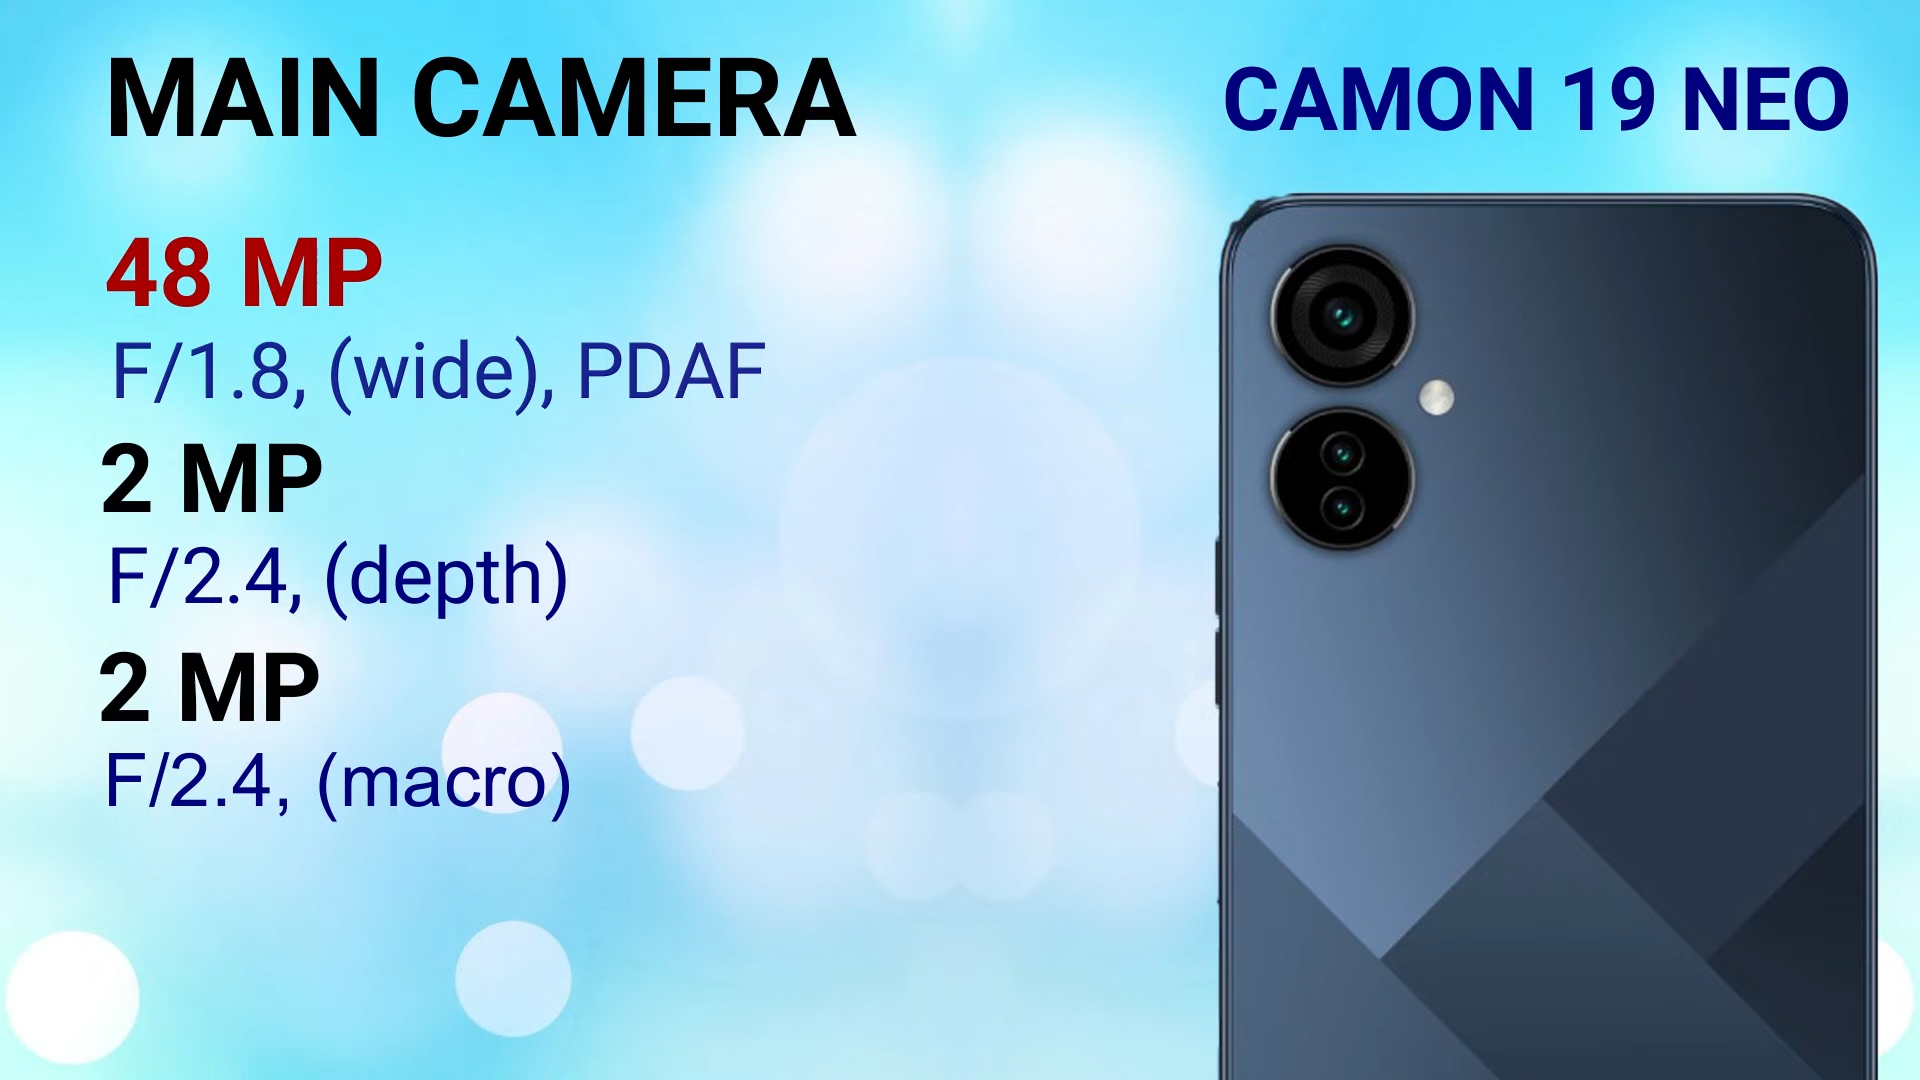 MAIN CAMERA
CAMON 19 NEO
48 MP
F/1.8, (wide), PDAF
2 MP
F/2.4, (depth)
2 MP
F/2.4, (macro)